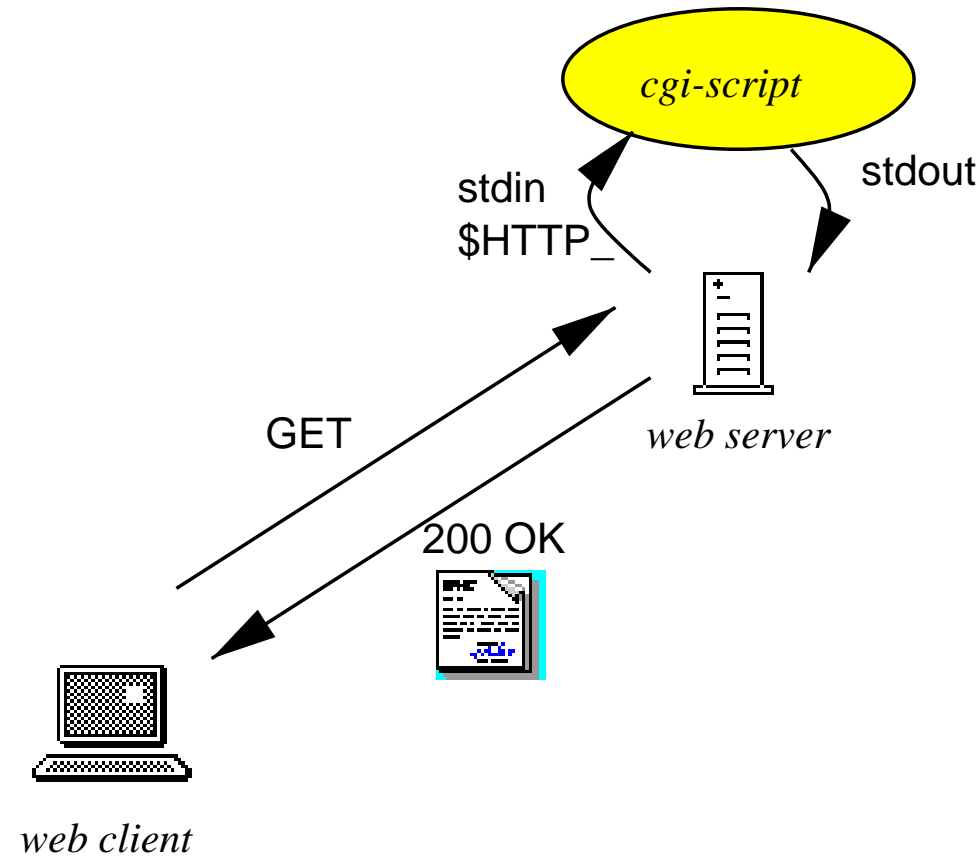 cgi-script
stdout
stdin
$HTTP_
GET
web server
200 OK
web client